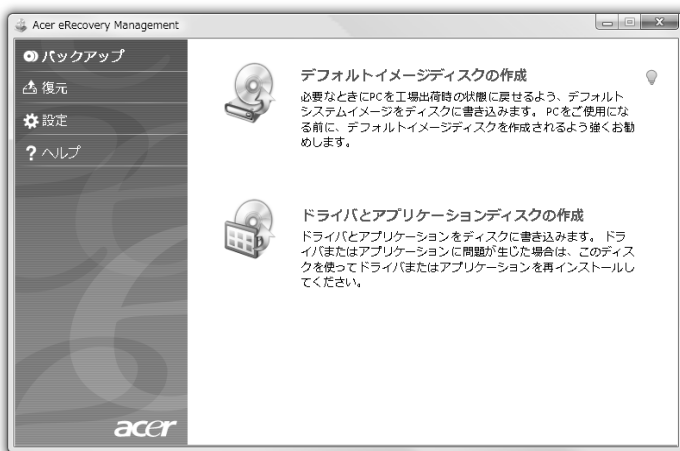 Acer eRecovery Management
バックアップ
復元
設定
? ヘルプ
デフォルトイメージディスクの作成
必要なときにPCを工場出荷時の状態に戻せるよう、デフォルト
システムイメージをディスクに書き込みます。 PCをご使用にな
る前に、デフォルトイメージディスクを作成されるよう強くお勧
めします。
ドライバとアプリケーションディスクの作成
ドライバとアプリケーションをディスクに書き込みます。 ドラ
イバまたはアプリケーションに問題が生じた場合は、このディス
クを使ってドライバまたはアプリケーションを再インストールし
てください。
acer